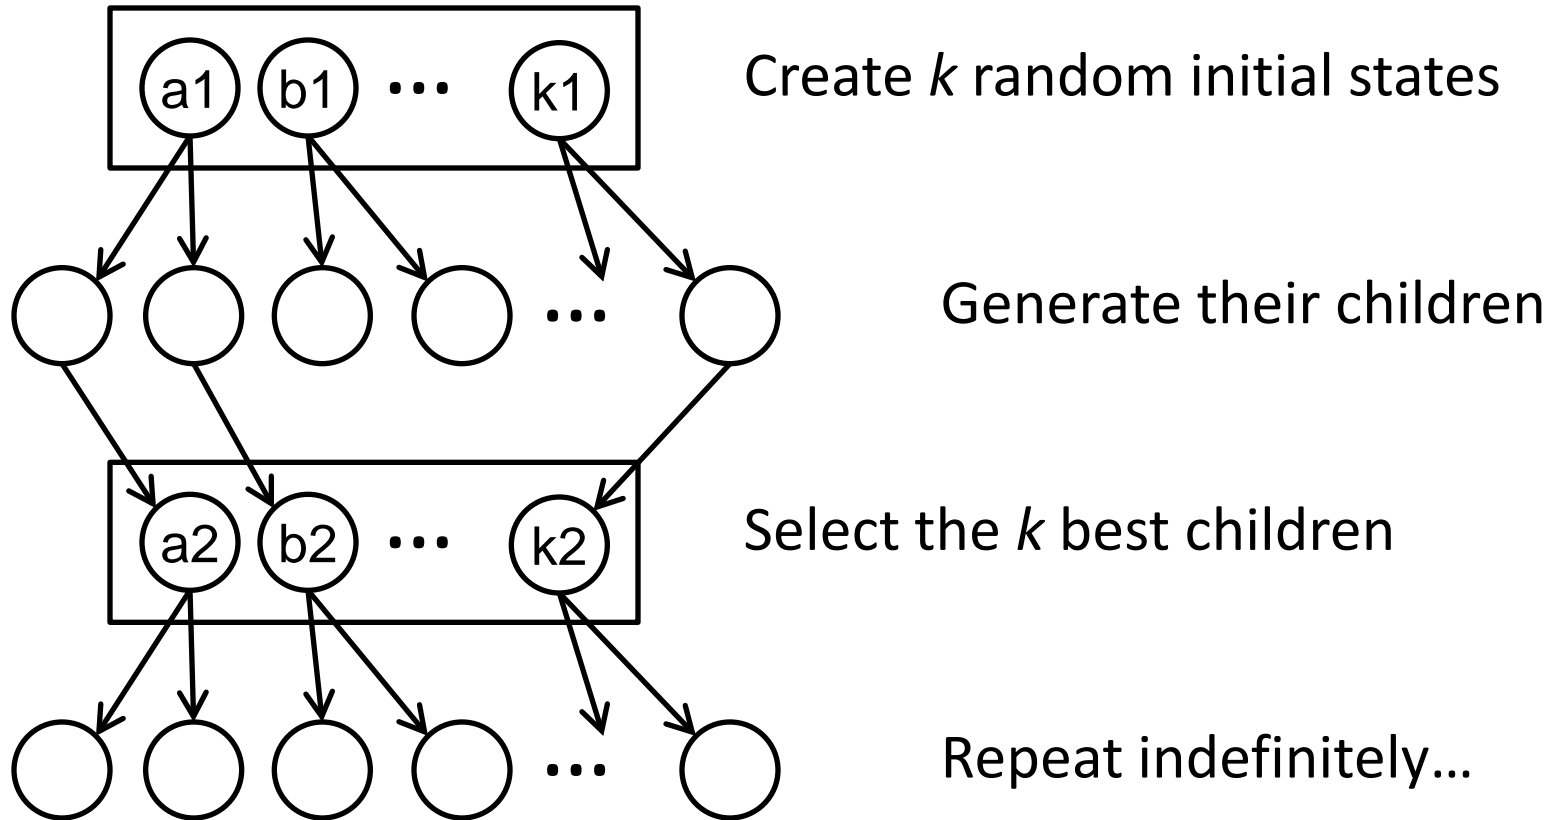 a1 b1 … k1 Create k random initial states
… Generate their children
a2 b2 … k2 Select the k best children
… Repeat indefinitely…